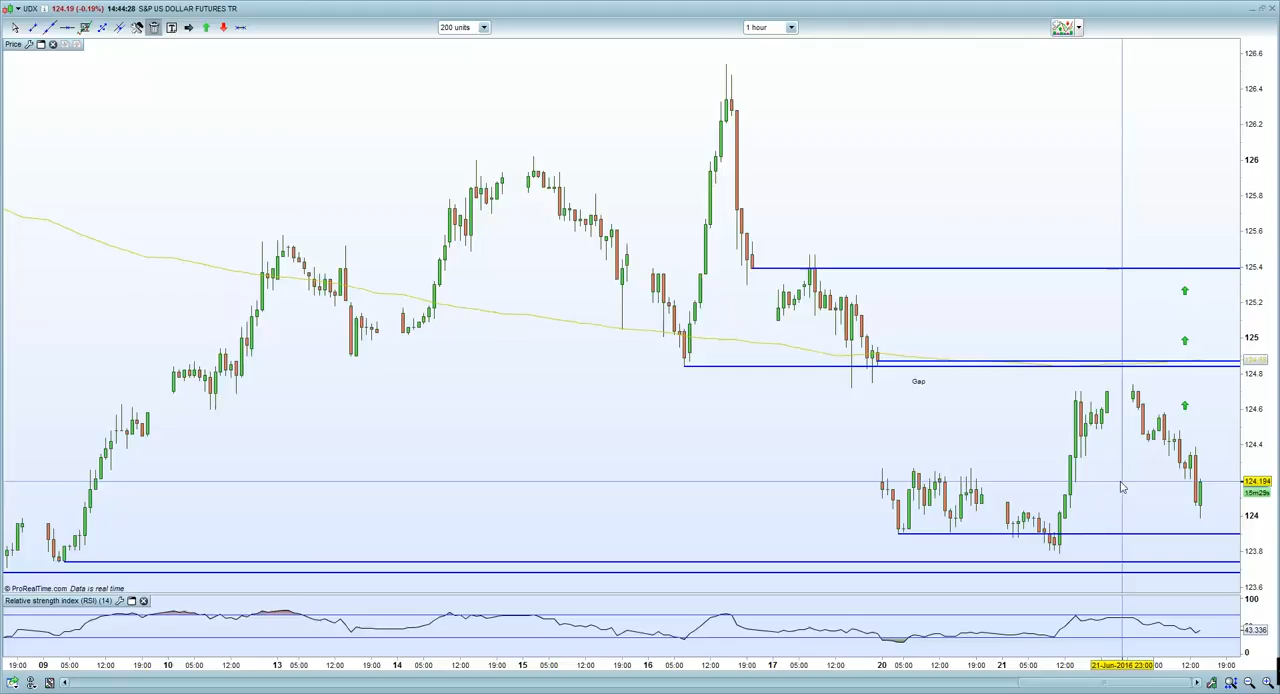 UDX 124.19 (-0.19%) 14:44:28 S&P US DOLLAR FUTURES TR
200 units
1 hour
Price
126.6
126.4
126.2
126
125.8
125.6
125.4
125.2
125
124.8
124.6
124.4
124.194
15m29s
124
123.8
123.6
Gap
© ProRealTime.com Data is real time
Relative strength index (RSI) (14)
100
43.336
0
19:00 09 05:00 12:00 19:00 10 05:00 12:00 13 05:00 12:00 19:00 14 05:00 12:00 19:00 15 05:00 12:00 19:00 16 05:00 12:00 19:00 17 05:00 12:00 19:00 20 05:00 12:00 19:00 21 05:00 12:00 21-Jun-2016 23:00 :00 12:00 19:00